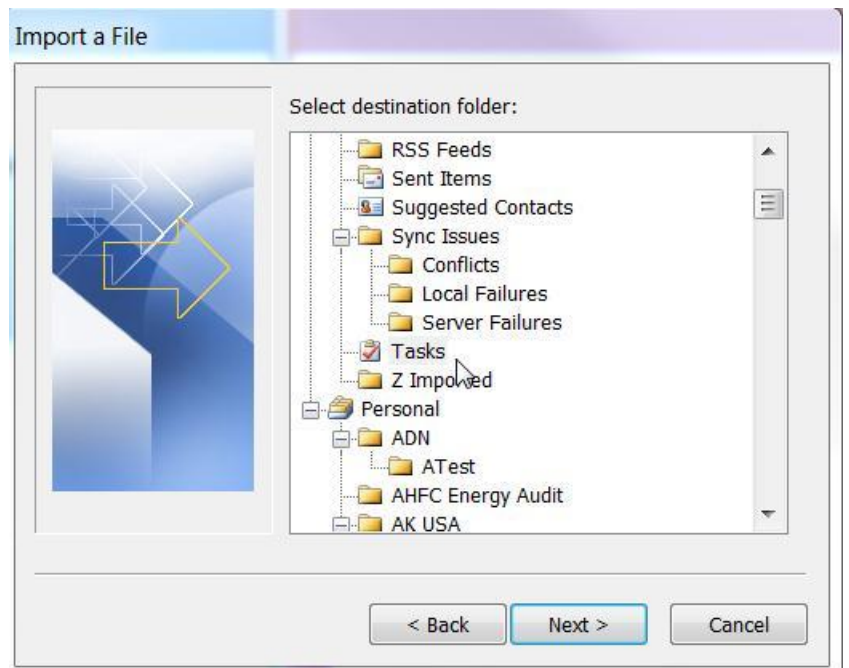 Import a File
Select destination folder:
RSS Feeds
Sent Items
Suggested Contacts
Sync Issues
Conflicts
Local Failures
Server Failures
Tasks
Z Imported
Personal
ADN
ATest
AHFC Energy Audit
AK USA
< Back Next > Cancel